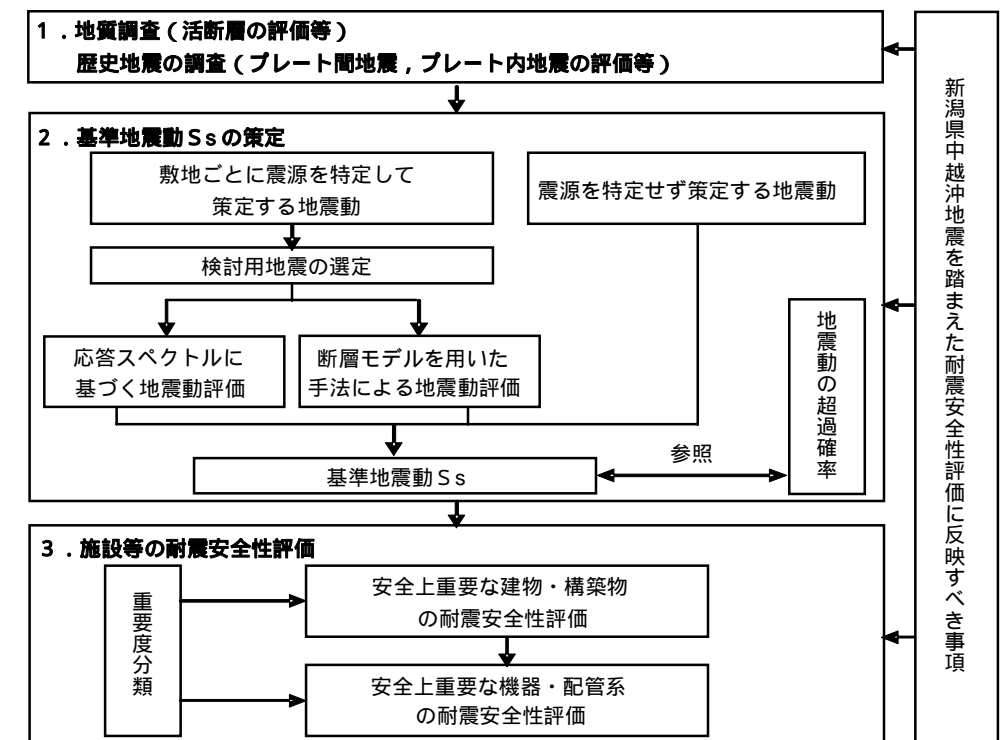 １．地質調査（活断層の評価等）
歴史地震の調査（プレート間地震，プレート内地震の評価等）
２．基準地震動Ｓｓの策定
敷地ごとに震源を特定して
策定する地震動
震源を特定せず策定する地震動
検討用地震の選定
応答スペクトルに
基づく地震動評価
断層モデルを用いた
手法による地震動評価
地震動の超過確率
参照
基準地震動Ｓｓ
３．施設等の耐震安全性評価
重要度分類
安全上重要な建物・構築物
の耐震安全性評価
安全上重要な機器・配管系
の耐震安全性評価
新潟県中越沖地震を踏まえた耐震安全性評価に反映すべき事項